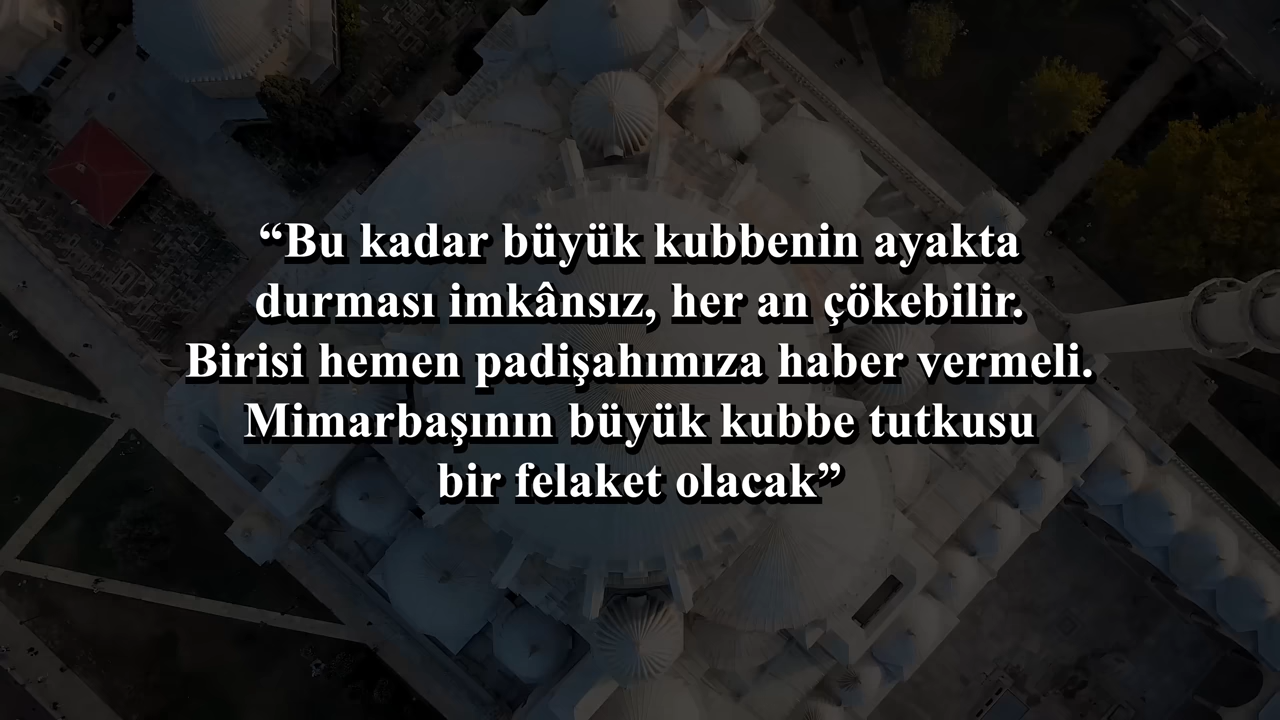 “Bu kadar büyük kubbenin ayakta
durması imkânsız, her an çökebilir.
Birisi hemen padişahımıza haber vermeli.
Mimarbaşının büyük kubbe tutkusu
bir felaket olacak”